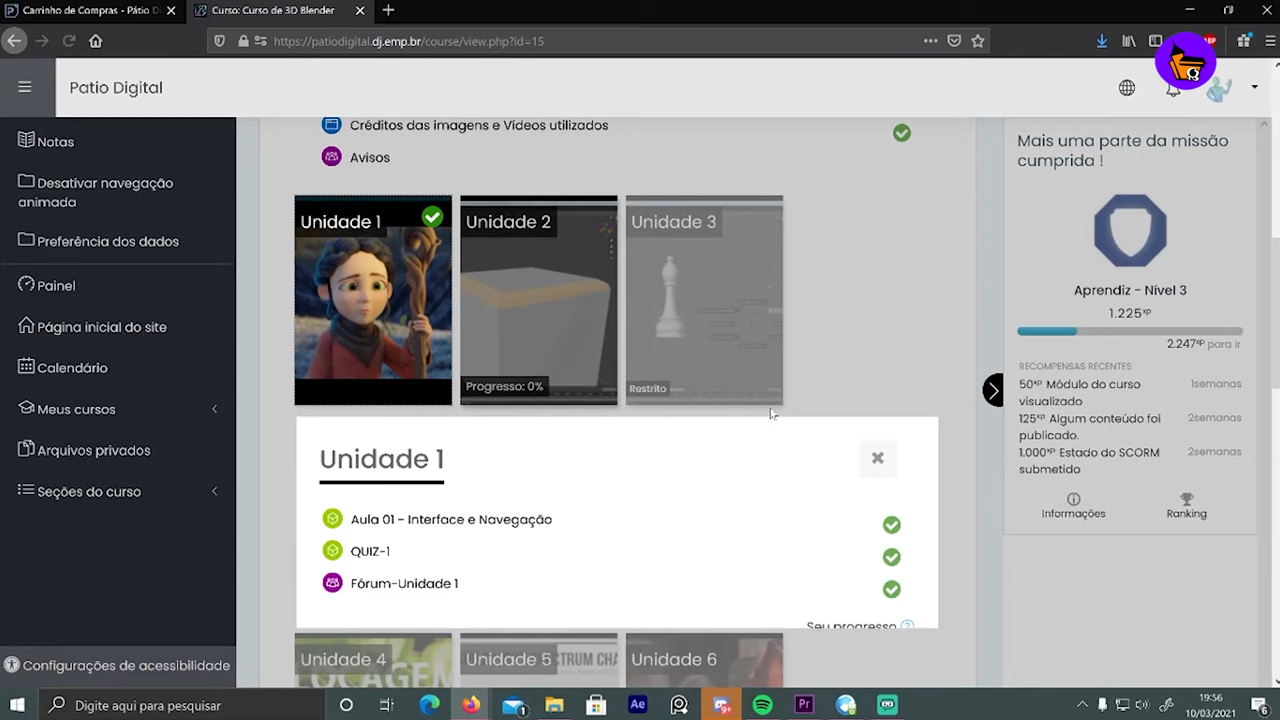 Carrinho de Compras - Pátio D
Curso: Curso de 3D Blender
https://patiodigital.dj.emp.br/course/view.php?id=15
ABP
Patio Digital
Notas
Desativar navegação
animada
Preferência dos dados
Painel
Página inicial do site
Calendário
Meus cursos
Arquivos privados
Seções do curso
Configurações de acessibilidade
Créditos das imagens e Vídeos utilizados
Avisos
Unidade 1
Unidade 2
Progresso: 0%
Unidade 3
Restrito
Unidade 1
Aula 01 - Interface e Navegação
QUIZ-1
Fórum-Unidade 1
Seu progresso
Unidade 4
Unidade 5
Unidade 6
Mais uma parte da missão
cumprida !
Aprendiz - Nível 3
1.225xp
2.247xp para ir
RECOMPENSAS RECENTES
50xp Módulo do curso
visualizado
1semanas
125xp Algum conteúdo foi
publicado.
2semanas
1.000xp Estado do SCORM
submetido
2semanas
Informações
Ranking
Digite aqui para pesquisar
Ae
Pr
19:56
10/03/2021
6